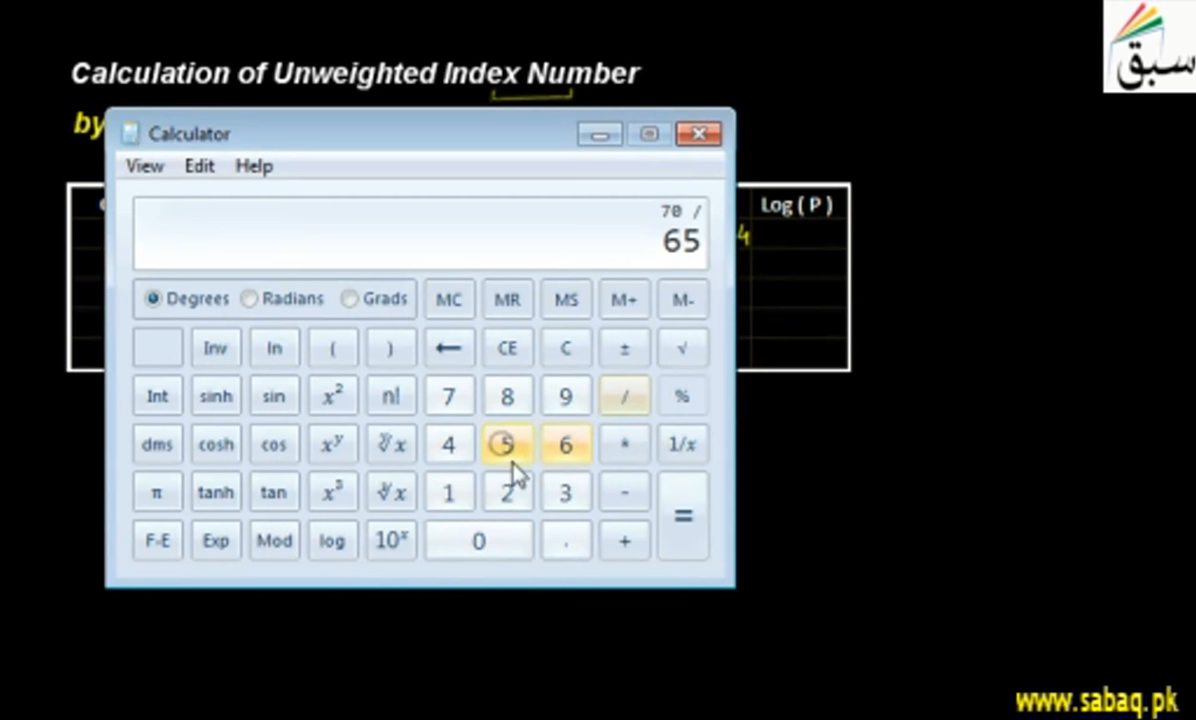 سبق
Calculation of Unweighted Index Number
by
Calculator
View Edit Help
Log ( P )
70 /
65
4
Degrees Radians Grads MC MR MS M+ M-
Inv ln ( ) ← CE C ± √
Int sinh sin x² n! 7 8 9 / %
dms cosh cos xʸ ʸ√x 4 5 6 * 1/x
π tanh tan x³ ³√x 1 2 3 - =
F-E Exp Mod log 10ˣ 0 . +
www.sabaq.pk